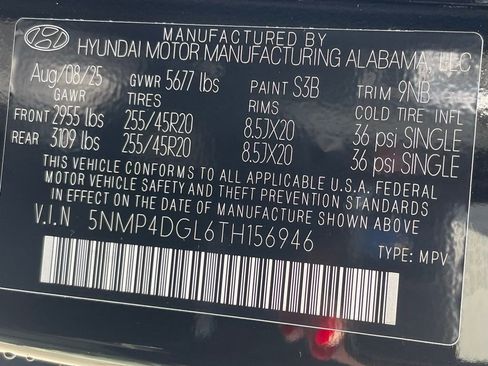 MANUFACTURED BY
HYUNDAI MOTOR MANUFACTURING ALABAMA, LLC
Aug/08/25 GVWR 5677 lbs PAINT S3B TRIM 9NB
GAWR TIRES RIMS COLD TIRE INFL
FRONT 2955 lbs 255/45R20 8.5JX20 36 psi SINGLE
REAR 3109 lbs 255/45R20 8.5JX20 36 psi SINGLE
THIS VEHICLE CONFORMS TO ALL APPLICABLE U.S.A. FEDERAL
MOTOR VEHICLE SAFETY AND THEFT PREVENTION STANDARDS
IN EFFECT ON THE DATE OF MANUFACTURE SHOWN ABOVE
V.I.N 5NMP4DGL6TH156946
TYPE: MPV